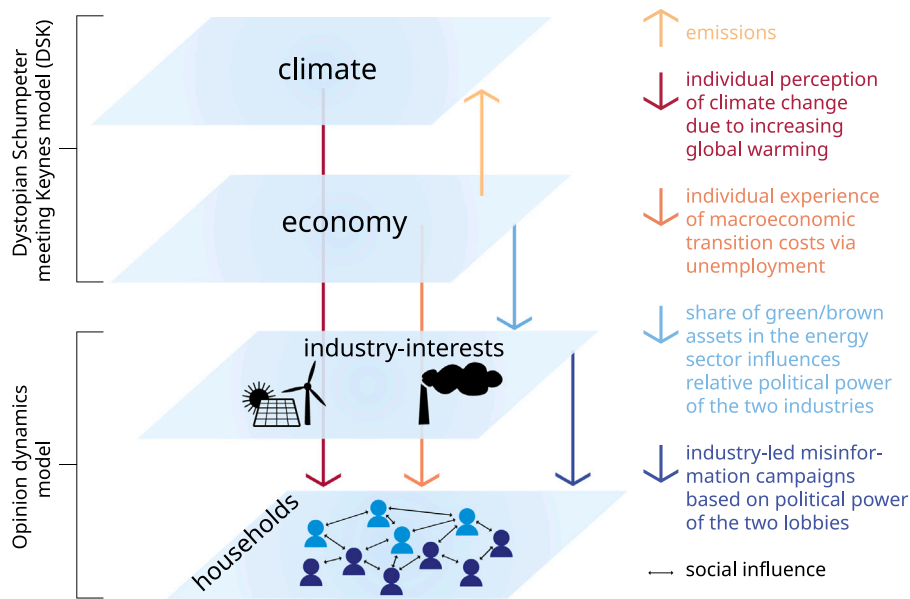 Dystopian Schumpeter
meeting Keynes model (DSK)
climate
economy
Opinion dynamics
model
industry-interests
households
emissions
individual perception
of climate change
due to increasing
global warming
individual experience
of macroeconomic
transition costs via
unemployment
share of green/brown
assets in the energy
sector influences
relative political power
of the two industries
industry-led misinfor-
mation campaigns
based on political power
of the two lobbies
social influence